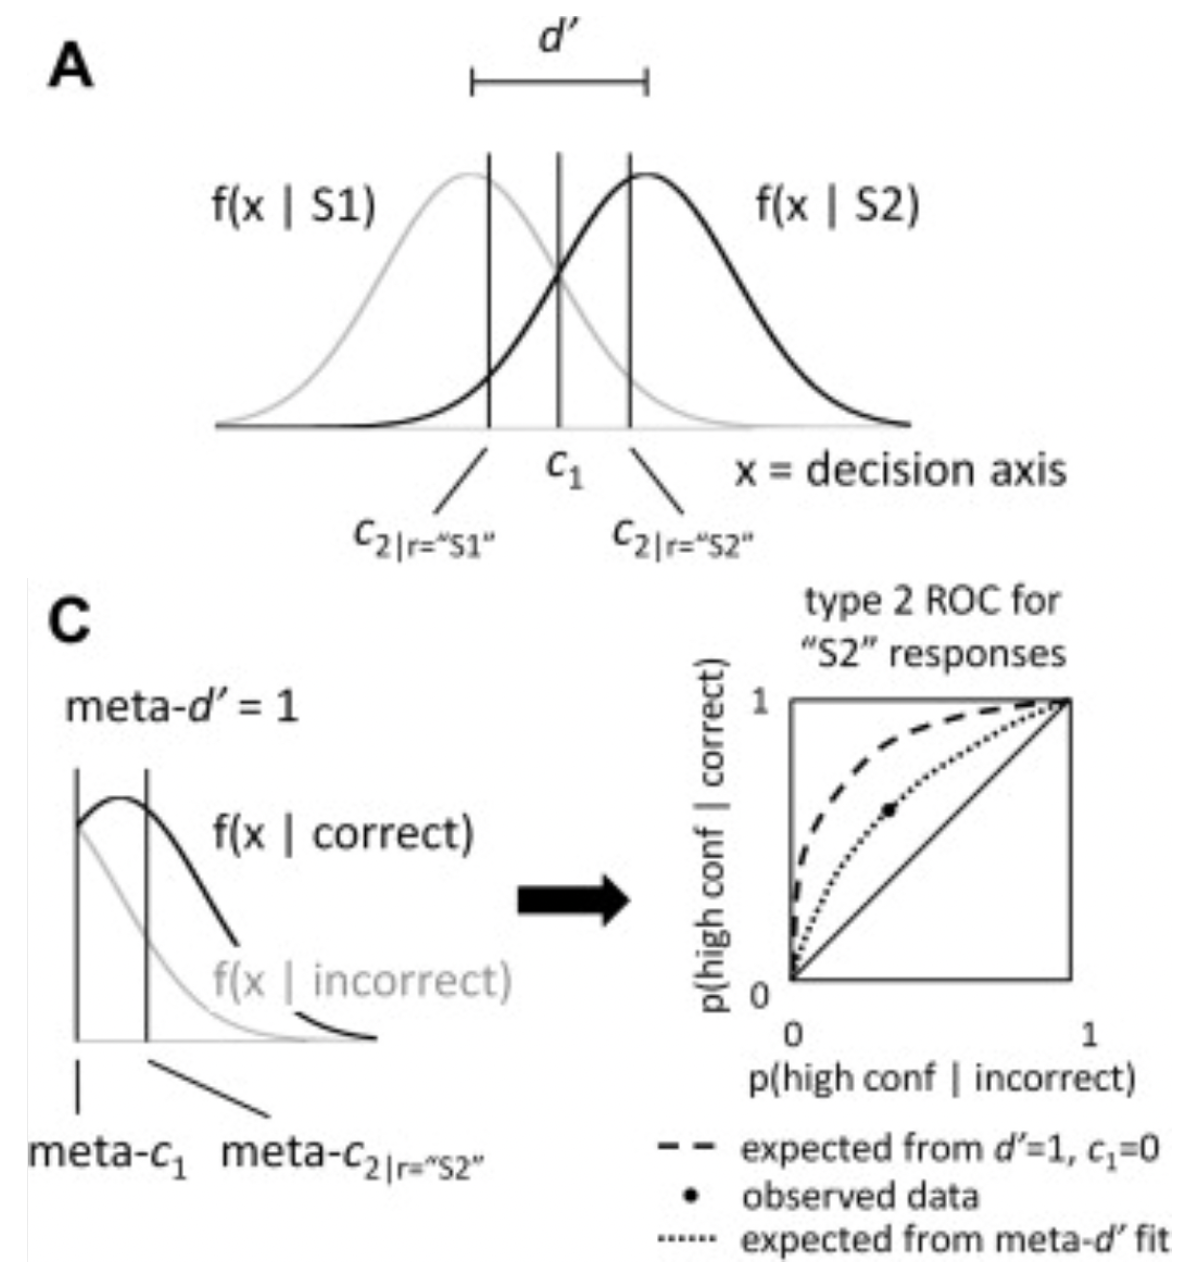 A
d′
f(x | S1)
f(x | S2)
c1
x = decision axis
c2|r=“S1”
c2|r=“S2”
C
meta-d′ = 1
f(x | correct)
f(x | incorrect)
meta-c1
meta-c2|r=“S2”
type 2 ROC for
“S2” responses
p(high conf | correct)
1
0
0
1
p(high conf | incorrect)
expected from d′=1, c1=0
observed data
expected from meta-d′ fit